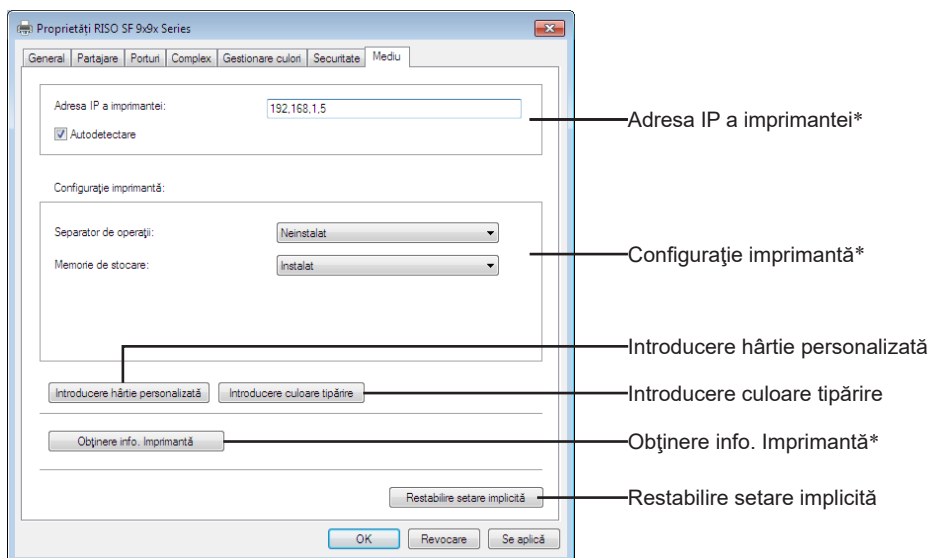 Proprietăți RISO SF 9x9x Series
General Partajare Porturi Complex Gestionare culori Securitate Mediu
Adresa IP a imprimantei:
192.168.1.5
Autodetectare
Adresa IP a imprimantei*
Configuraţie imprimantă:
Separator de operaţii:
Neinstalat
Configuraţie imprimantă*
Memorie de stocare:
Instalat
Introducere hârtie personalizată
Introducere hârtie personalizată
Introducere culoare tipărire
Introducere culoare tipărire
Obţinere info. Imprimantă
Obţinere info. Imprimantă*
Restabilire setare implicită
Restabilire setare implicită
OK
Revocare
Se aplică